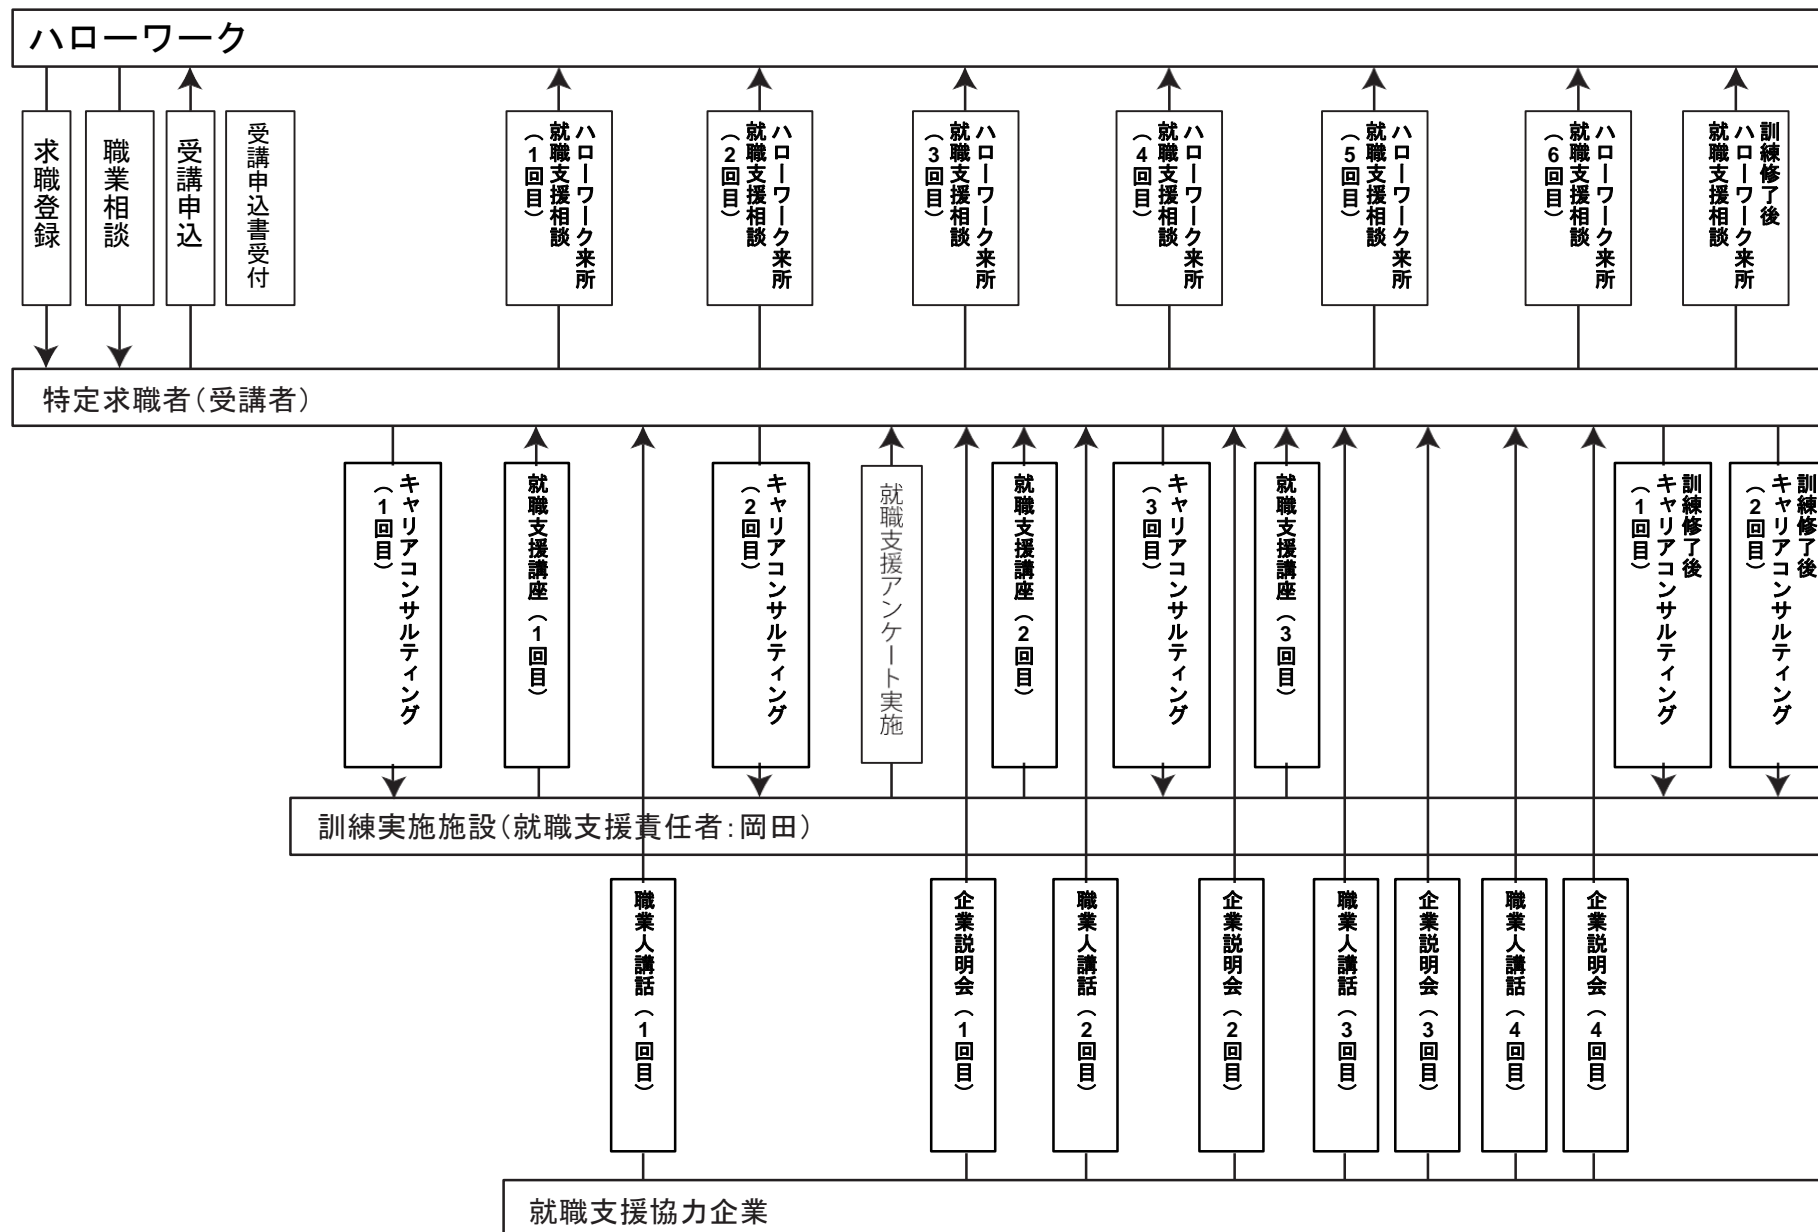 ハローワーク
求職登録
職業相談
受講申込
受講申込書受付
ハローワーク来所
就職支援相談
（1回目）
ハローワーク来所
就職支援相談
（2回目）
ハローワーク来所
就職支援相談
（3回目）
ハローワーク来所
就職支援相談
（4回目）
ハローワーク来所
就職支援相談
（5回目）
ハローワーク来所
就職支援相談
（6回目）
訓練修了後
ハローワーク来所
就職支援相談
特定求職者（受講者）
キャリアコンサルティング
（1回目）
就職支援講座（1回目）
キャリアコンサルティング
（2回目）
就職支援アンケート実施
就職支援講座（2回目）
キャリアコンサルティング
（3回目）
就職支援講座（3回目）
訓練修了後
キャリアコンサルティング
（1回目）
訓練修了後
キャリアコンサルティング
（2回目）
訓練実施施設（就職支援責任者：岡田）
職業人講話（1回目）
企業説明会（1回目）
職業人講話（2回目）
企業説明会（2回目）
職業人講話（3回目）
企業説明会（3回目）
職業人講話（4回目）
企業説明会（4回目）
就職支援協力企業